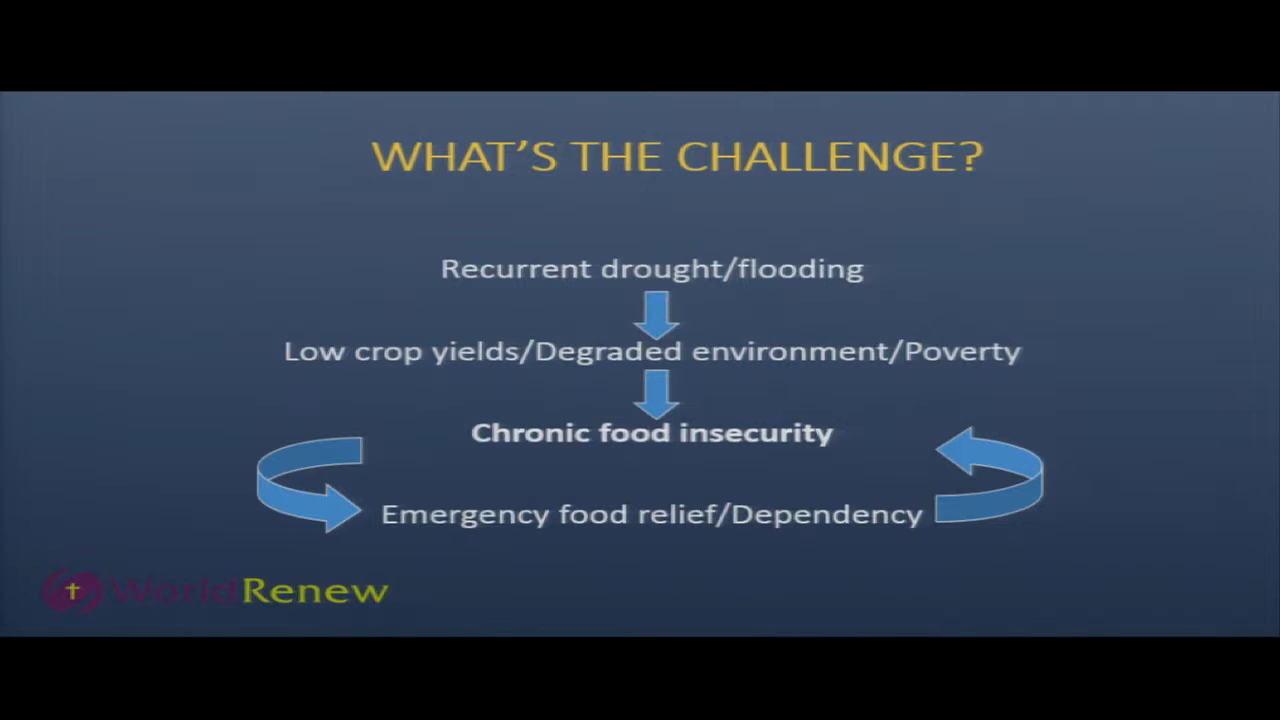 WHAT'S THE CHALLENGE?
Recurrent drought/flooding
Low crop yields/Degraded environment/Poverty
Chronic food insecurity
Emergency food relief/Dependency
WorldRenew